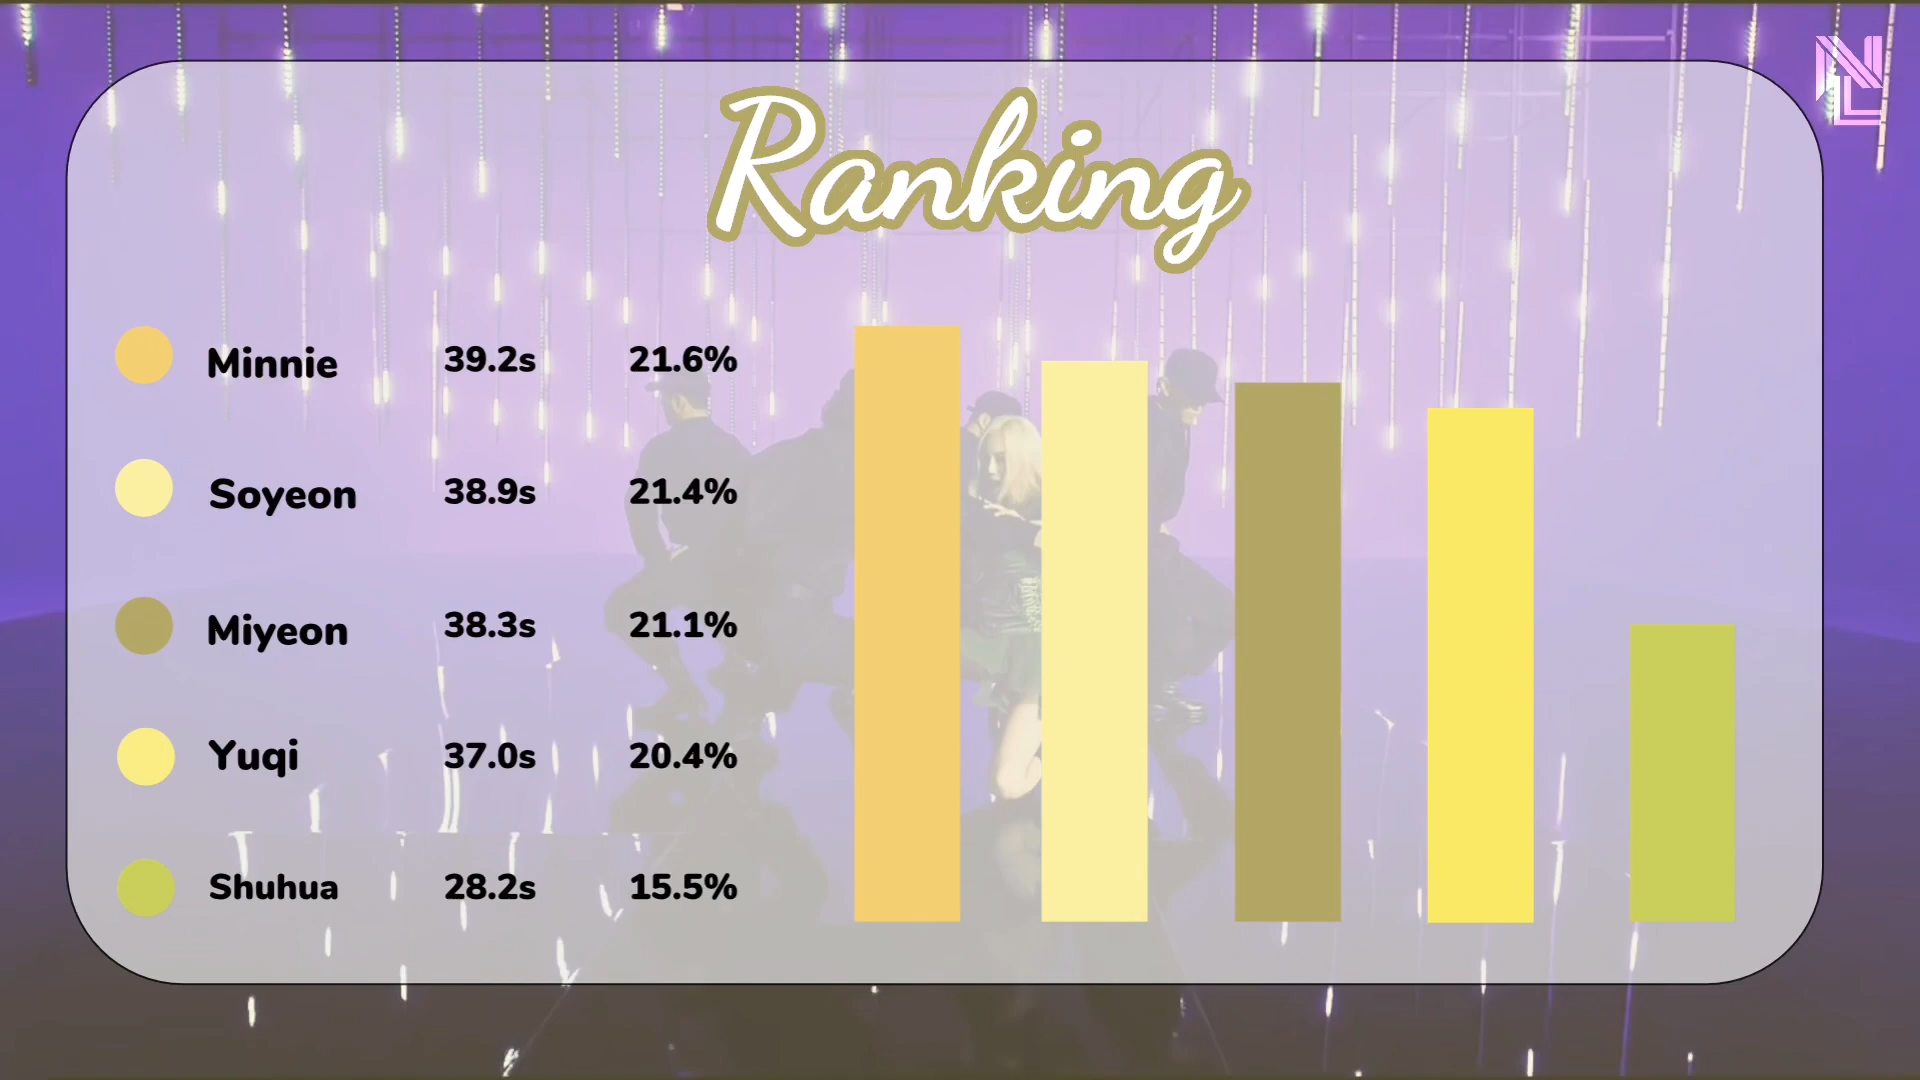 NL
Ranking
Minnie 39.2s 21.6%
Soyeon 38.9s 21.4%
Miyeon 38.3s 21.1%
Yuqi 37.0s 20.4%
Shuhua 28.2s 15.5%